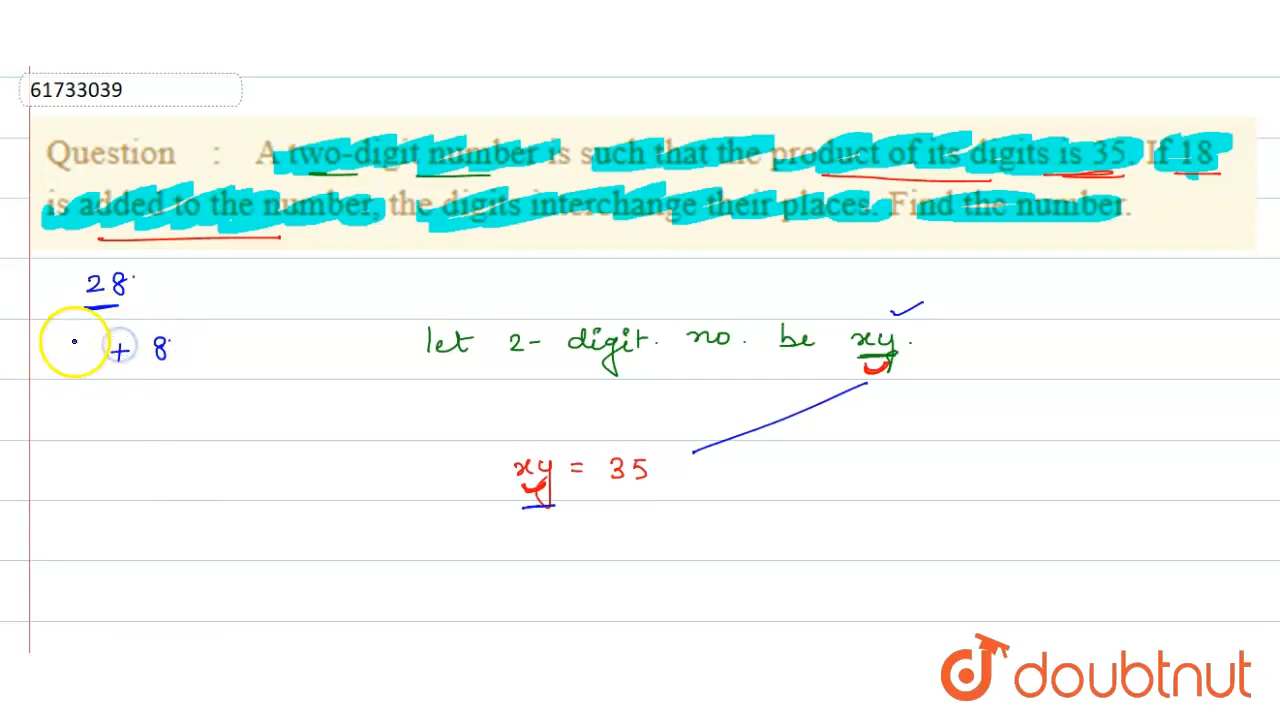 61733039
Question : A two-digit number is such that the product of its digits is 35. If 18
is added to the number, the digits interchange their places. Find the number.
28
+ 8
let 2- digit no. be xy.
xy = 35
doubtnut